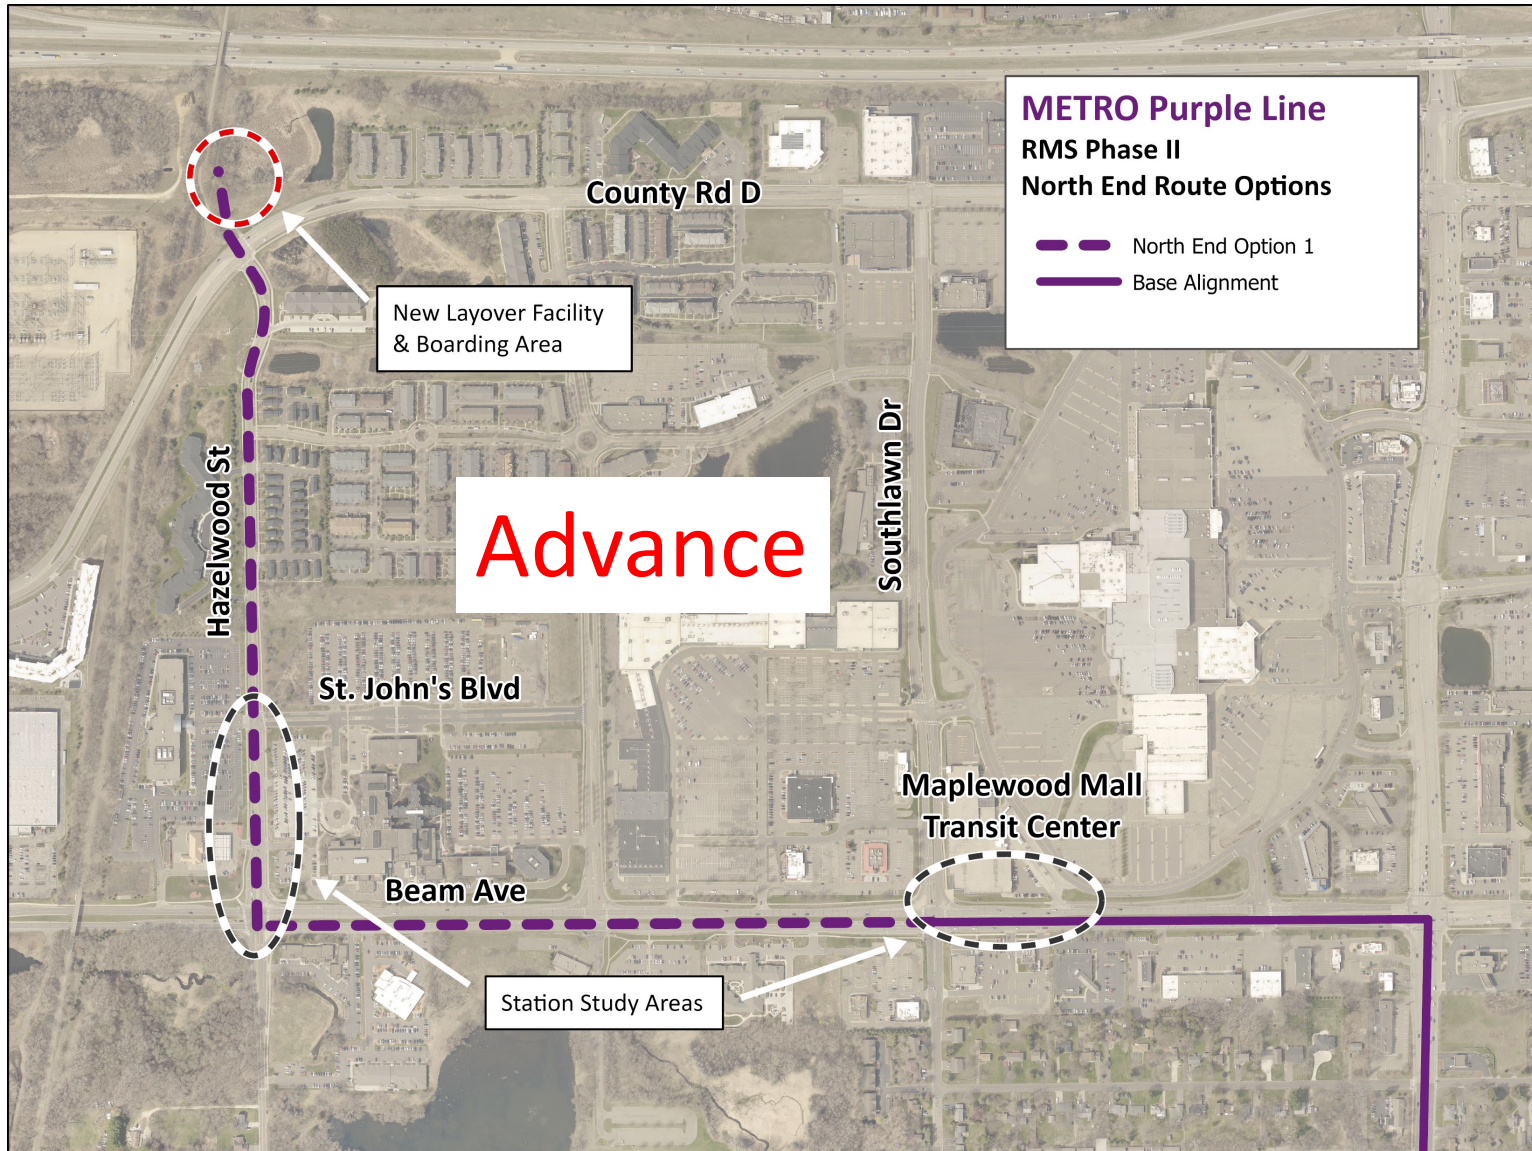 METRO Purple Line
RMS Phase II
North End Route Options
North End Option 1
Base Alignment
County Rd D
New Layover Facility
& Boarding Area
Hazelwood St
Southlawn Dr
Advance
St. John's Blvd
Maplewood Mall
Transit Center
Beam Ave
Station Study Areas